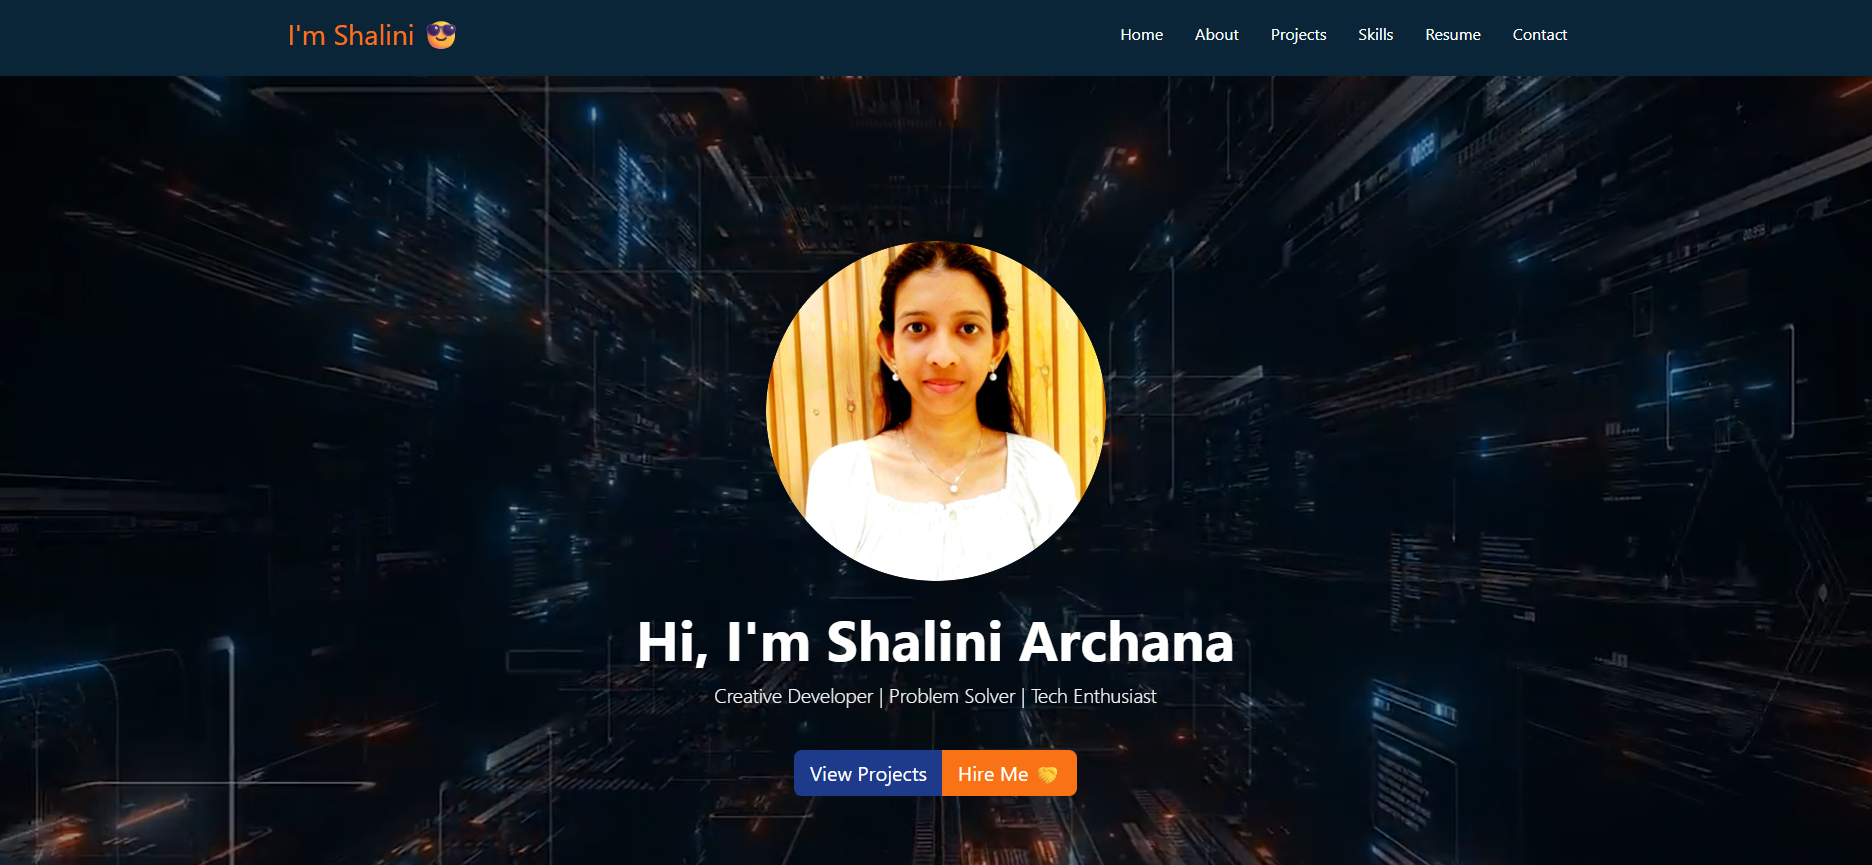 I'm Shalini 😎
Home About Projects Skills Resume Contact
Hi, I'm Shalini Archana
Creative Developer | Problem Solver | Tech Enthusiast
View Projects Hire Me 🤝